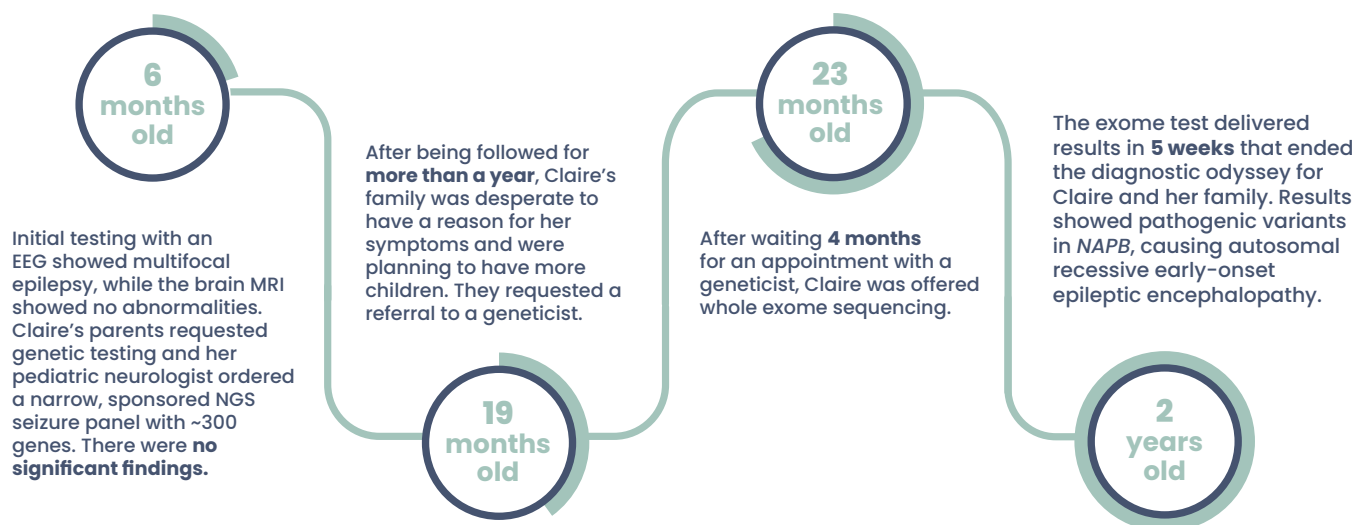 6
months
old
Initial testing with an
EEG showed multifocal
epilepsy, while the brain MRI
showed no abnormalities.
Claire's parents requested
genetic testing and her
pediatric neurologist ordered
a narrow, sponsored NGS
seizure panel with ~300
genes. There were no
significant findings.
After being followed for
more than a year, Claire's
family was desperate to
have a reason for her
symptoms and were
planning to have more
children. They requested a
referral to a geneticist.
19
months
old
23
months
old
After waiting 4 months
for an appointment with a
geneticist, Claire was offered
whole exome sequencing.
The exome test delivered
results in 5 weeks that ended
the diagnostic odyssey for
Claire and her family. Results
showed pathogenic variants
in NAPB, causing autosomal
recessive early-onset
epileptic encephalopathy.
2
years
old